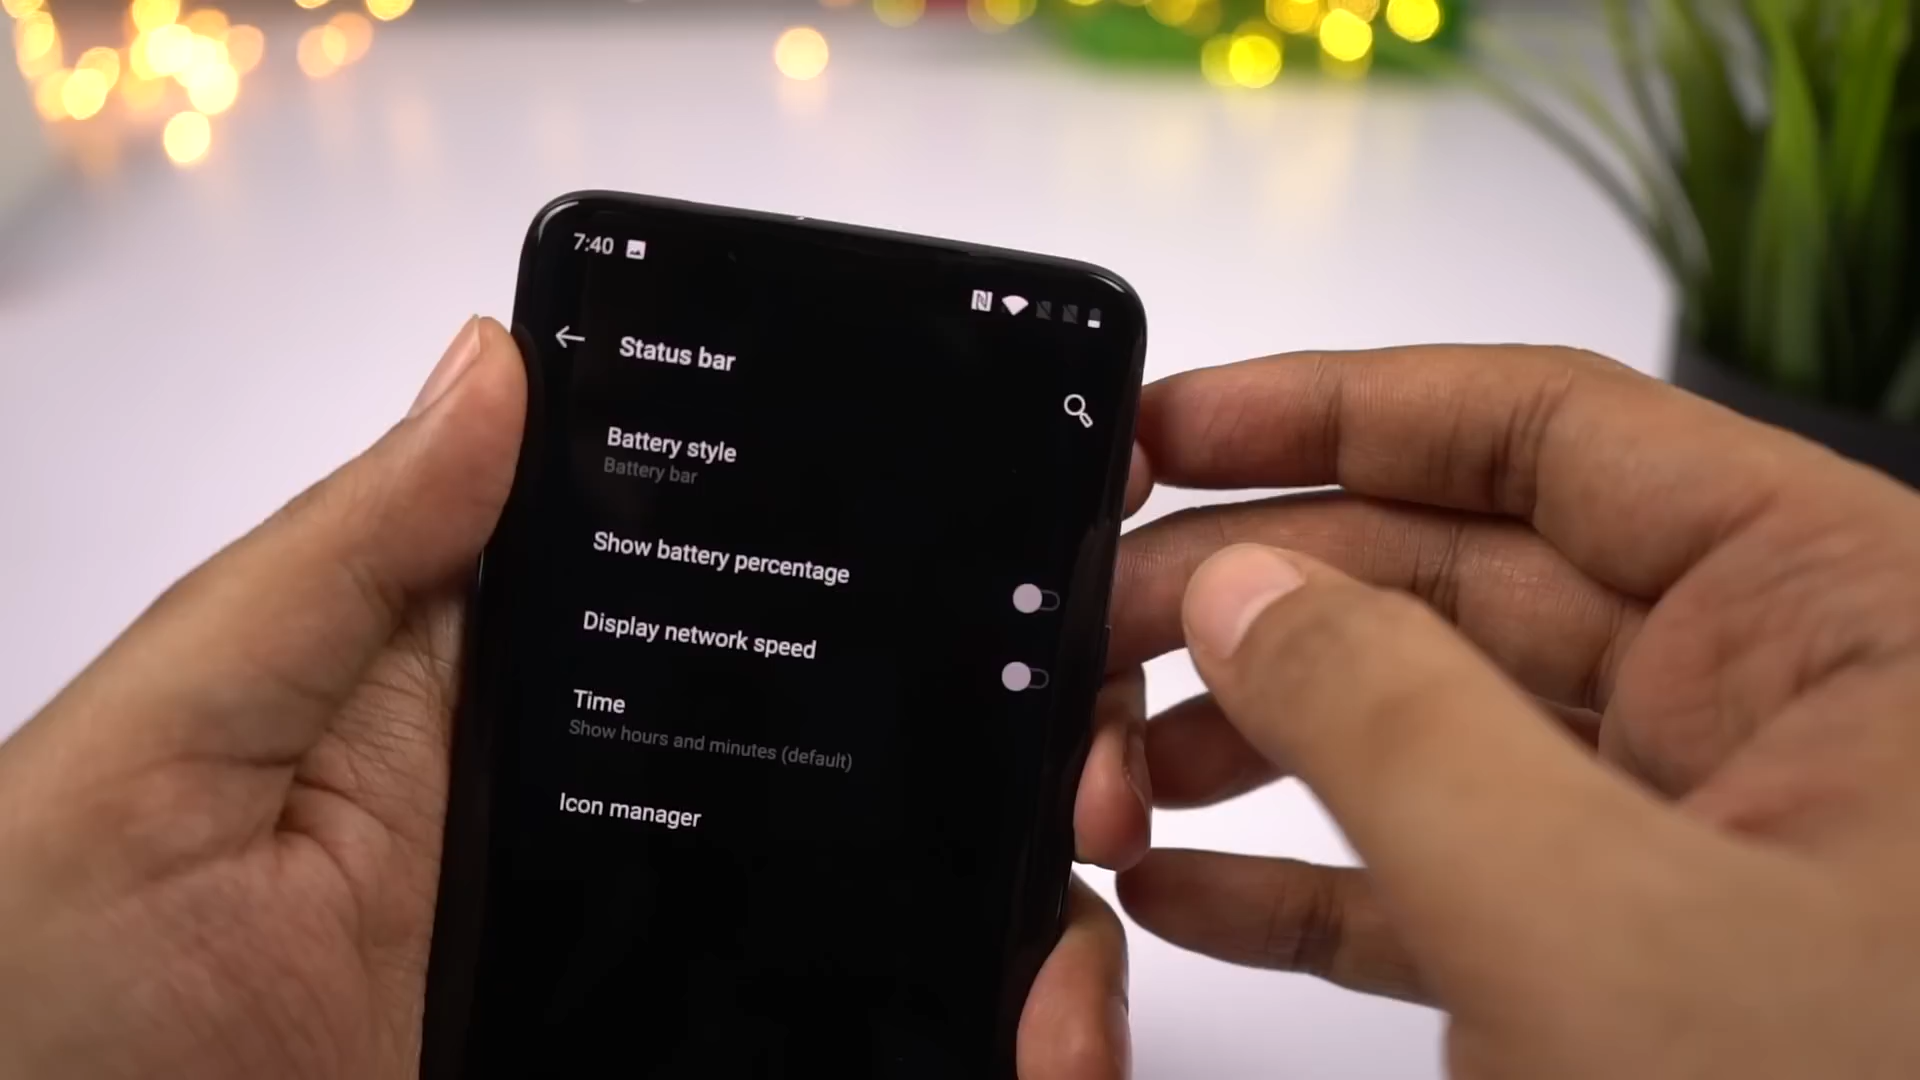 7:40
Status bar
Battery style
Battery bar
Show battery percentage
Display network speed
Time
Show hours and minutes (default)
Icon manager